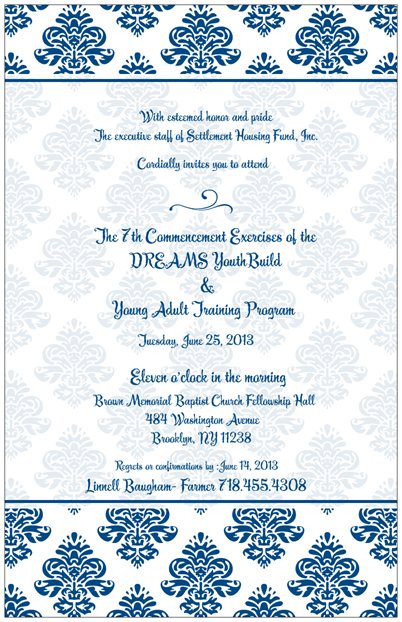 With esteemed honor and pride
The executive staff of Settlement Housing Fund, Inc.
Cordially invites you to attend
The 7th Commencement Exercises of the
DREAMS YouthBuild
&
Young Adult Training Program
Tuesday, June 25, 2013
Eleven o'clock in the morning
Brown Memorial Baptist Church Fellowship Hall
484 Washington Avenue
Brooklyn, NY 11238
Regrets or confirmations by :June 14, 2013
Linnell Baugham- Farmer 718.455.4308